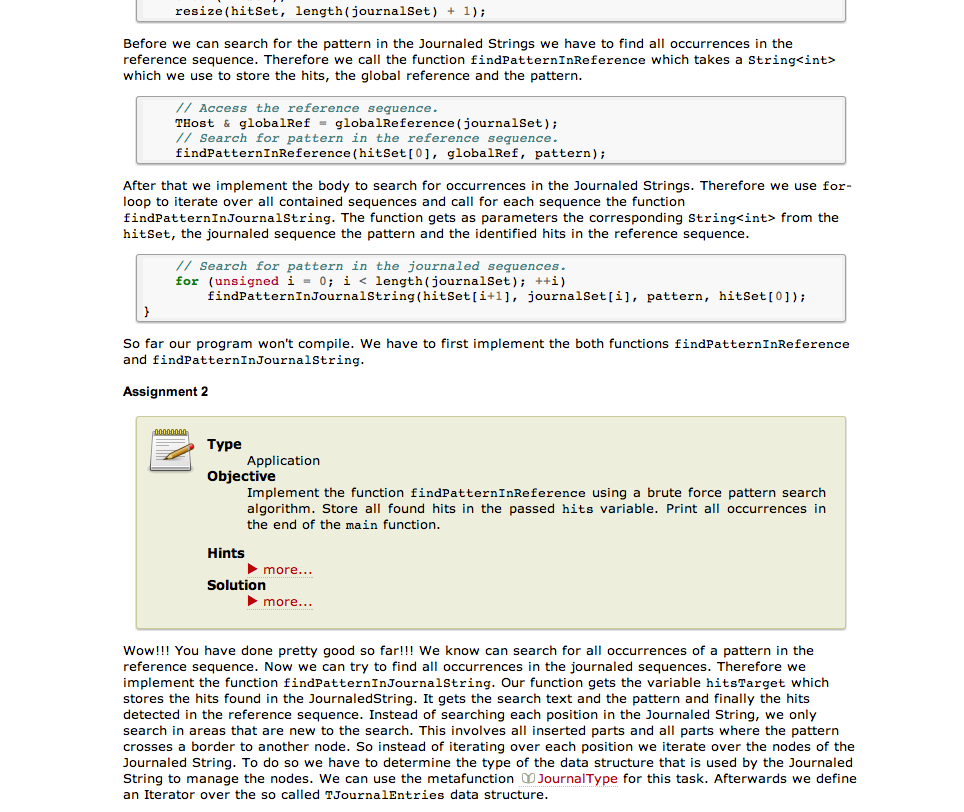 resize(hitSet, length(journalSet) + 1);
Before we can search for the pattern in the Journaled Strings we have to find all occurrences in the
reference sequence. Therefore we call the function findPatternInReference which takes a String<int>
which we use to store the hits, the global reference and the pattern.
// Access the reference sequence.
THost & globalRef = globalReference(journalSet);
// Search for pattern in the reference sequence.
findPatternInReference(hitSet[0], globalRef, pattern);
After that we implement the body to search for occurrences in the Journaled Strings. Therefore we use for-
loop to iterate over all contained sequences and call for each sequence the function
findPatternInJournalString. The function gets as parameters the corresponding String<int> from the
hitSet, the journaled sequence the pattern and the identified hits in the reference sequence.
// Search for pattern in the journaled sequences.
for (unsigned i = 0; i < length(journalSet); ++i)
findPatternInJournalString(hitSet[i+1], journalSet[i], pattern, hitSet[0]);
}
So far our program won't compile. We have to first implement the both functions findPatternInReference
and findPatternInJournalString.
Assignment 2
Type
Application
Objective
Implement the function findPatternInReference using a brute force pattern search
algorithm. Store all found hits in the passed hits variable. Print all occurrences in
the end of the main function.
Hints
more...
Solution
more...
Wow!!! You have done pretty good so far!!! We know can search for all occurrences of a pattern in the
reference sequence. Now we can try to find all occurrences in the journaled sequences. Therefore we
implement the function findPatternInJournalString. Our function gets the variable hitsTarget which
stores the hits found in the JournaledString. It gets the search text and the pattern and finally the hits
detected in the reference sequence. Instead of searching each position in the Journaled String, we only
search in areas that are new to the search. This involves all inserted parts and all parts where the pattern
crosses a border to another node. So instead of iterating over each position we iterate over the nodes of the
Journaled String. To do so we have to determine the type of the data structure that is used by the Journaled
String to manage the nodes. We can use the metafunction JournalType for this task. Afterwards we define
an Iterator over the so called TJournalEntries data structure.